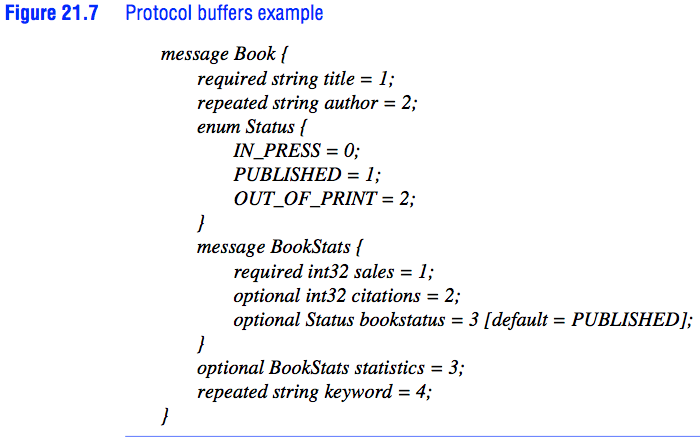 Figure 21.7 Protocol buffers example
message Book {
required string title = 1;
repeated string author = 2;
enum Status {
IN_PRESS = 0;
PUBLISHED = 1;
OUT_OF_PRINT = 2;
}
message BookStats {
required int32 sales = 1;
optional int32 citations = 2;
optional Status bookstatus = 3 [default = PUBLISHED];
}
optional BookStats statistics = 3;
repeated string keyword = 4;
}